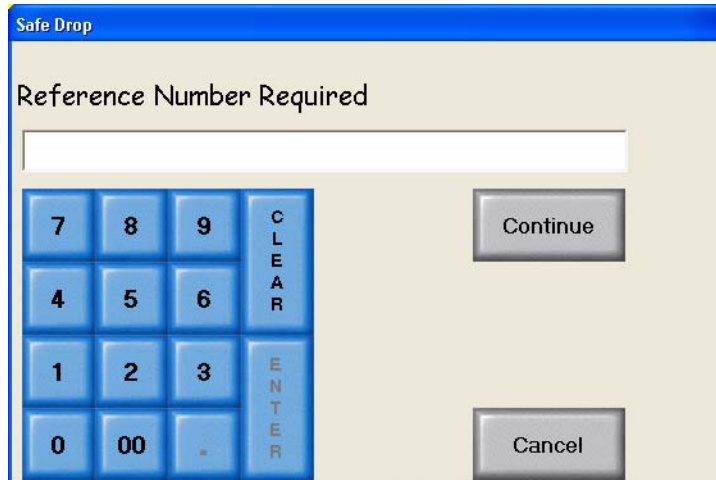 Safe Drop
Reference Number Required
7 8 9 CLEAR
Continue
4 5 6
1 2 3 ENTER
0 00 .
Cancel